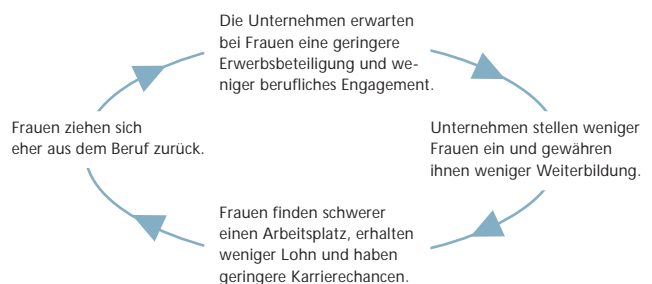 Die Unternehmen erwarten
bei Frauen eine geringere
Erwerbsbeteiligung und we-
niger berufliches Engagement.
Unternehmen stellen weniger
Frauen ein und gewähren
ihnen weniger Weiterbildung.
Frauen finden schwerer
einen Arbeitsplatz, erhalten
weniger Lohn und haben
geringere Karrierechancen.
Frauen ziehen sich
eher aus dem Beruf zurück.